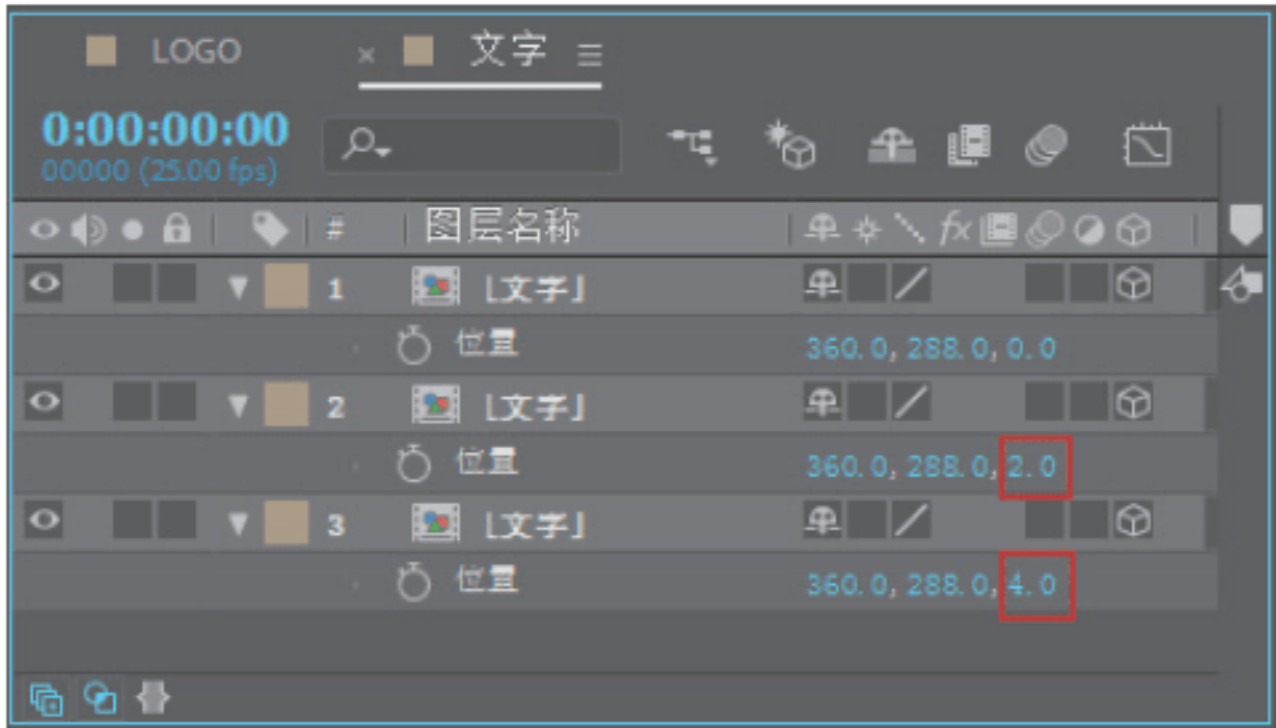 LOGO × 文字 ≡
0:00:00:00
00000 (25.00 fps)
# 图层名称 fx
1 [文字]
位置 360.0, 288.0, 0.0
2 [文字]
位置 360.0, 288.0, 2.0
3 [文字]
位置 360.0, 288.0, 4.0